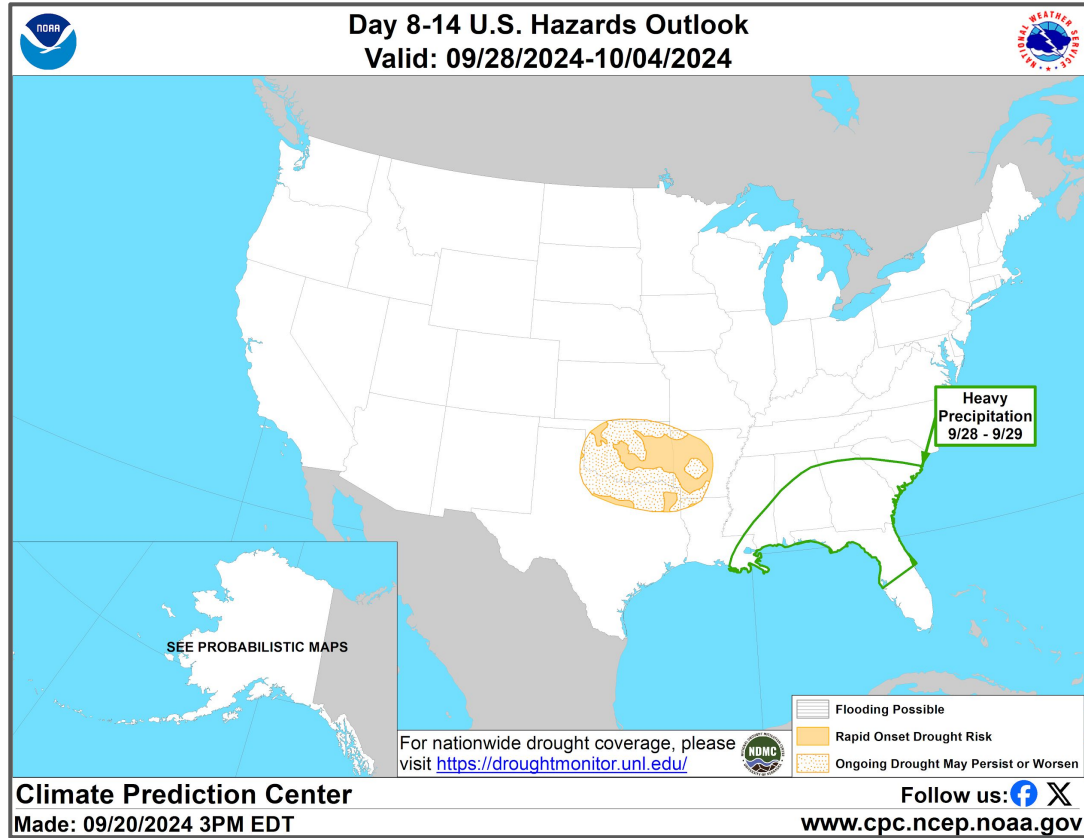 NOAA
Day 8-14 U.S. Hazards Outlook
Valid: 09/28/2024-10/04/2024
NATIONAL WEATHER SERVICE
Heavy
Precipitation
9/28 - 9/29
SEE PROBABILISTIC MAPS
For nationwide drought coverage, please
visit https://droughtmonitor.unl.edu/
NDMC
Flooding Possible
Rapid Onset Drought Risk
Ongoing Drought May Persist or Worsen
Climate Prediction Center
Follow us:
Made: 09/20/2024 3PM EDT
www.cpc.ncep.noaa.gov